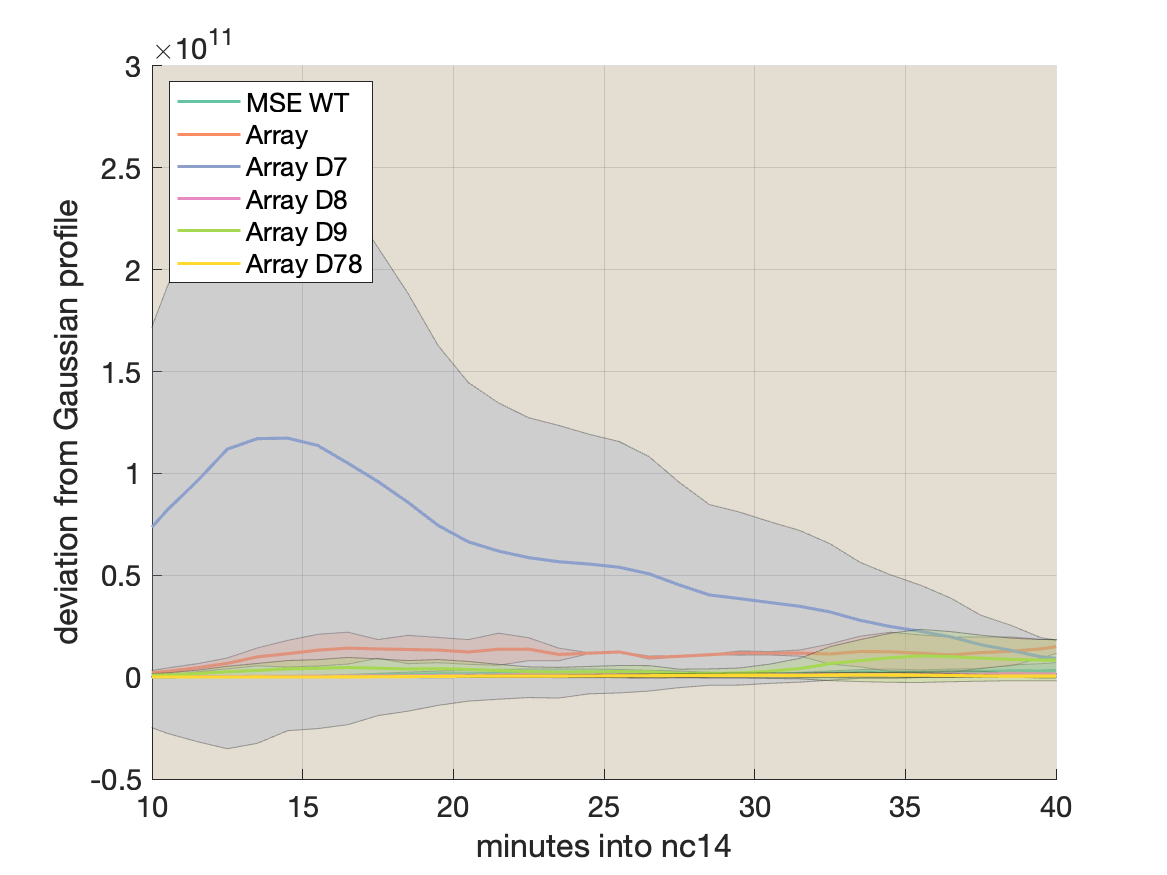 ×10^11
3
2.5
2
1.5
1
0.5
0
-0.5
deviation from Gaussian profile
MSE WT
Array
Array D7
Array D8
Array D9
Array D78
10 15 20 25 30 35 40
minutes into nc14